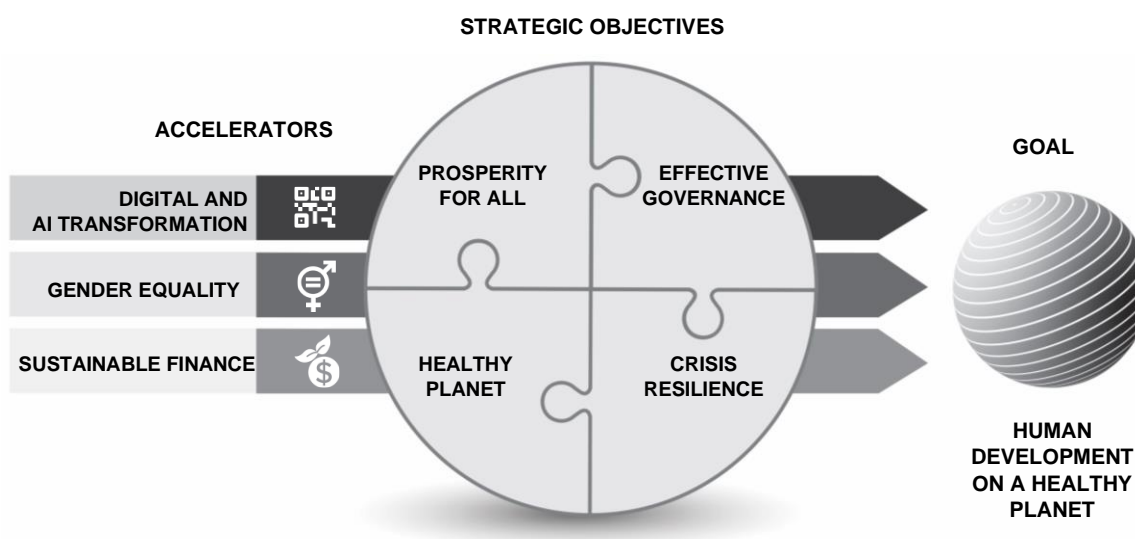 STRATEGIC OBJECTIVES
ACCELERATORS
GOAL
DIGITAL AND
AI TRANSFORMATION
GENDER EQUALITY
SUSTAINABLE FINANCE
$
PROSPERITY
FOR ALL
EFFECTIVE
GOVERNANCE
HEALTHY
PLANET
CRISIS
RESILIENCE
HUMAN
DEVELOPMENT
ON A HEALTHY
PLANET